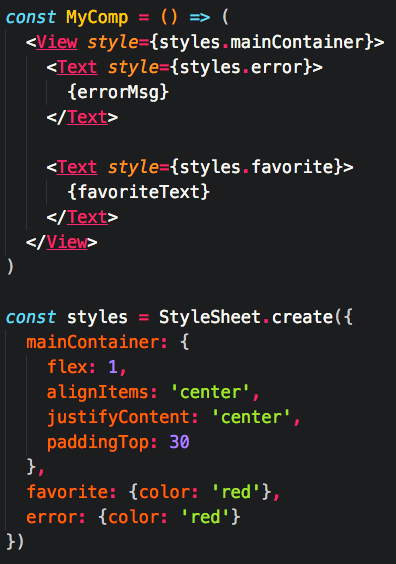 const MyComp = () => (
  <View style={styles.mainContainer}>
    <Text style={styles.error}>
      {errorMsg}
    </Text>

    <Text style={styles.favorite}>
      {favoriteText}
    </Text>
  </View>
)

const styles = StyleSheet.create({
  mainContainer: {
    flex: 1,
    alignItems: 'center',
    justifyContent: 'center',
    paddingTop: 30
  },
  favorite: {color: 'red'},
  error: {color: 'red'}
})